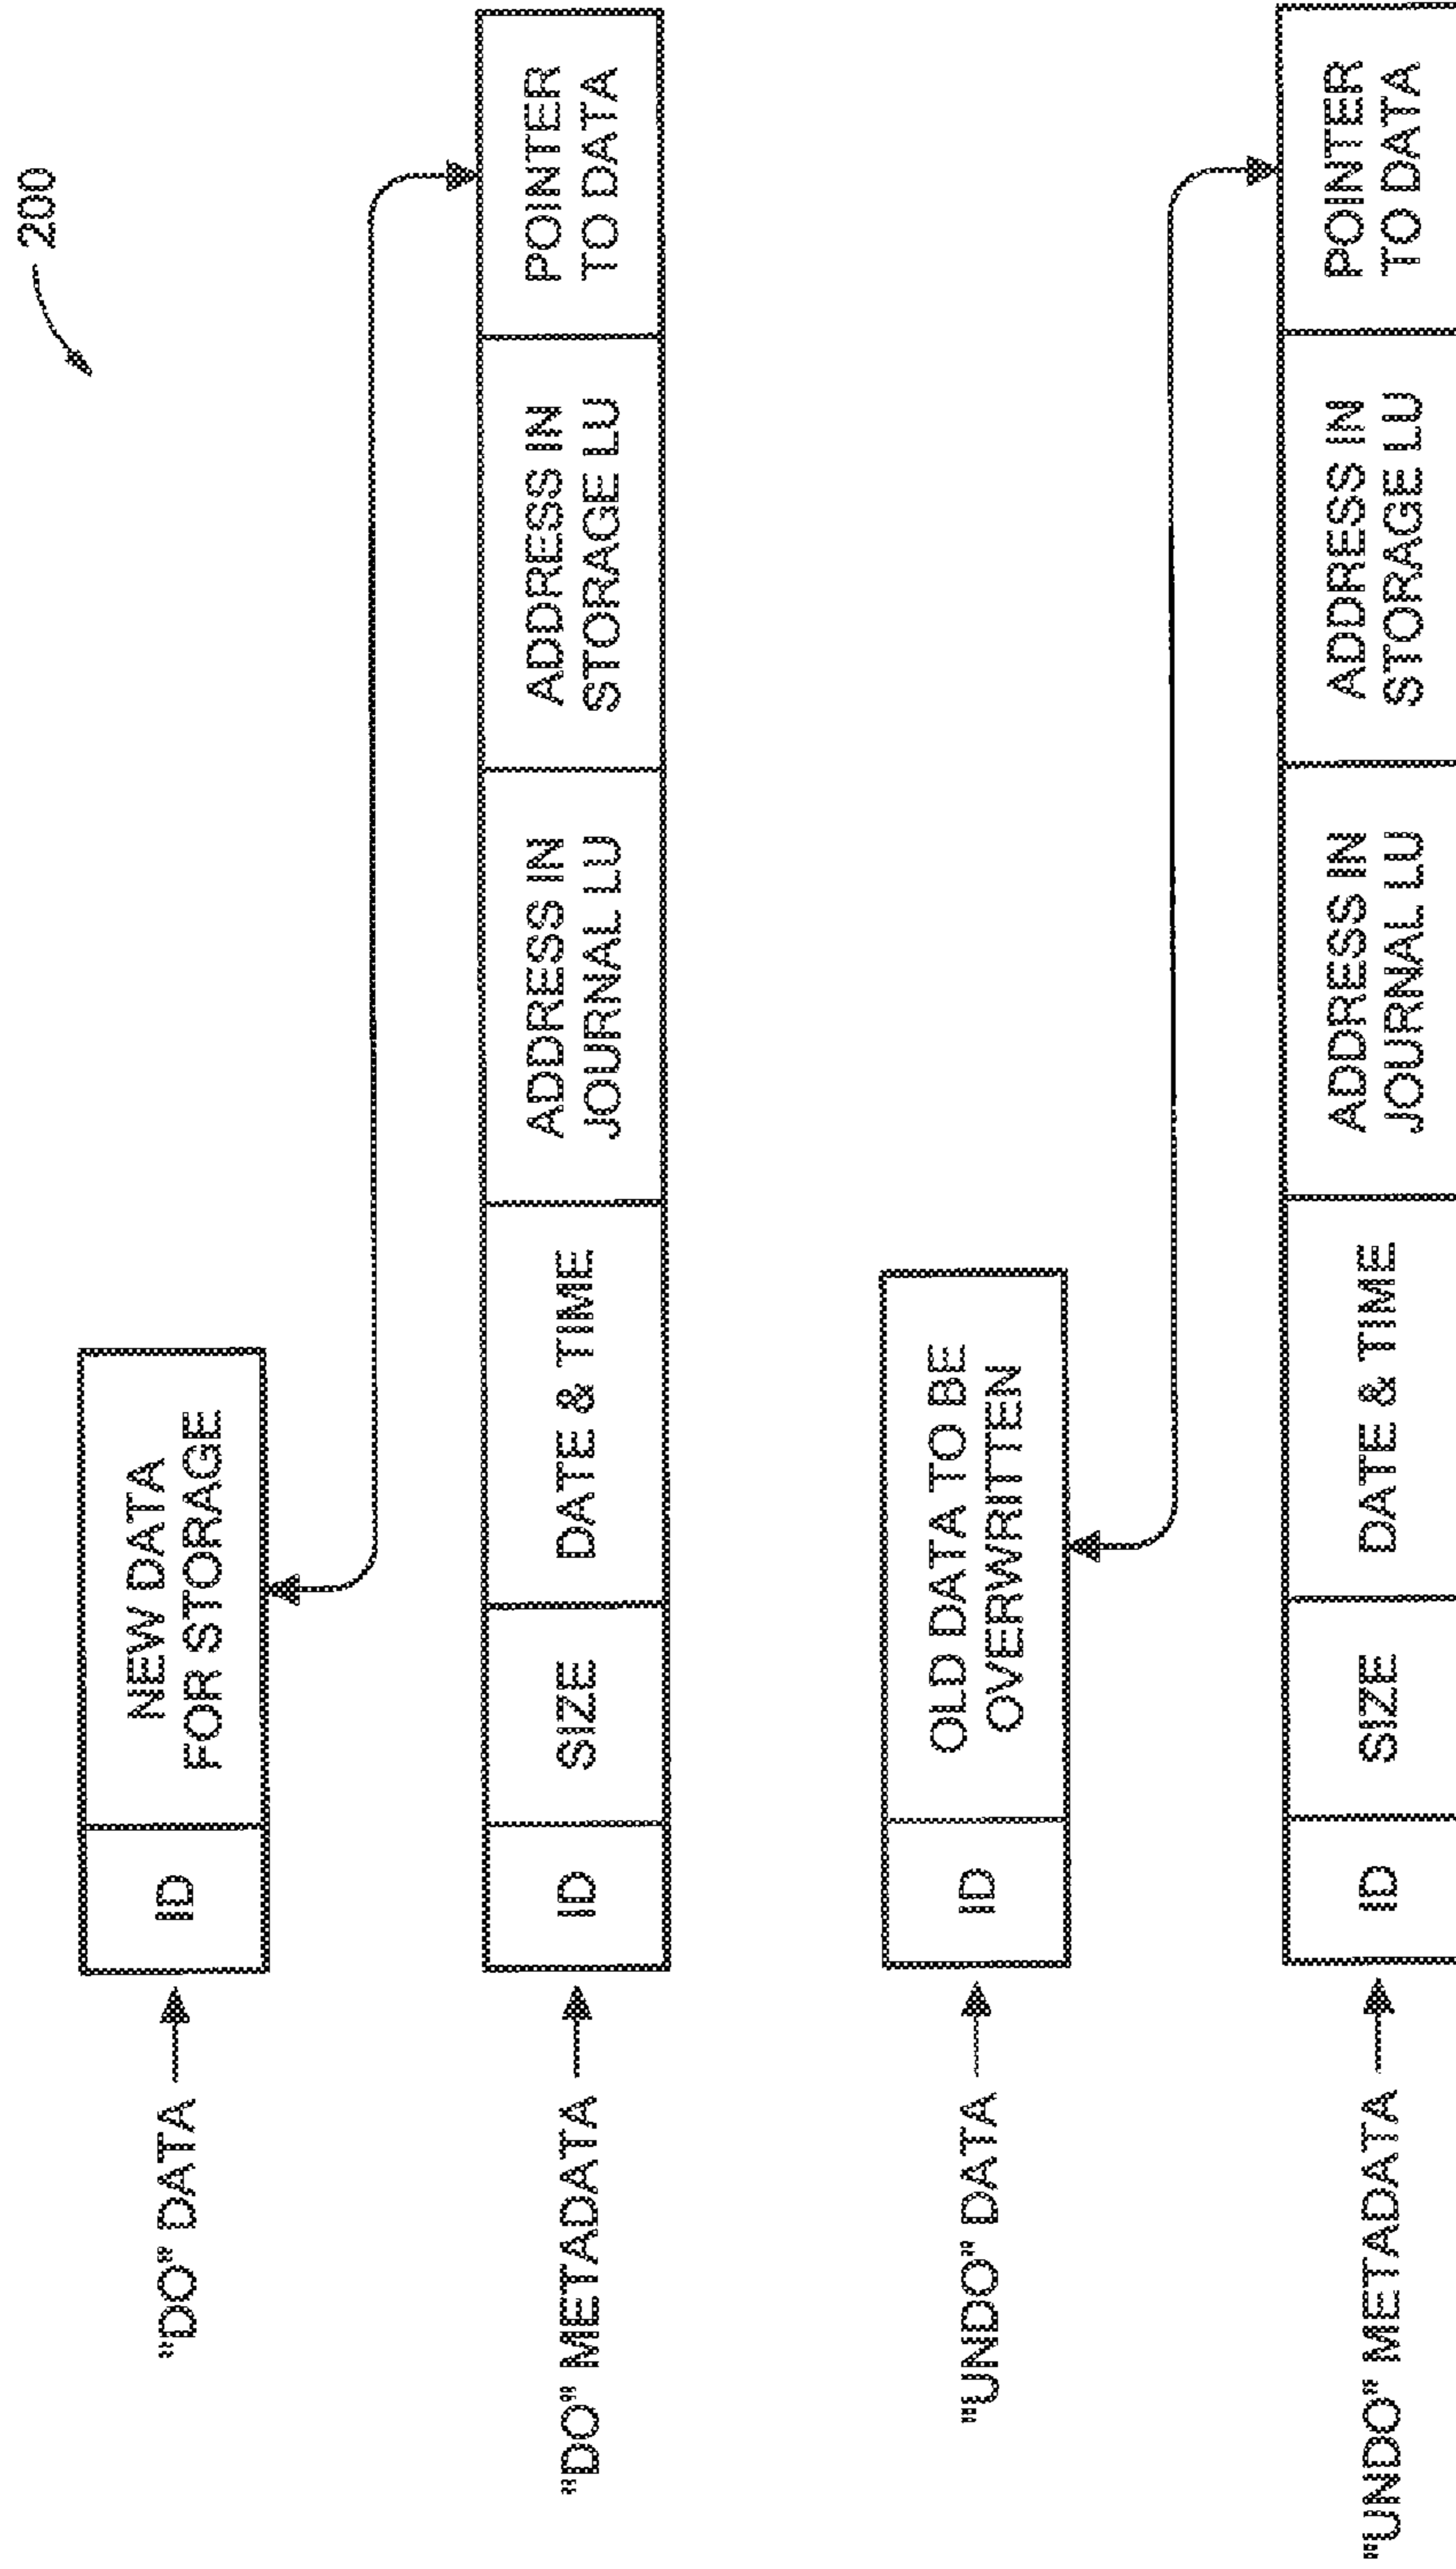 200
"DO" DATA
ID
NEW DATA
FOR STORAGE
"DO" METADATA
ID
SIZE
DATE & TIME
ADDRESS IN
JOURNAL LU
ADDRESS IN
STORAGE LU
POINTER
TO DATA
"UNDO" DATA
ID
OLD DATA TO BE
OVERWRITTEN
"UNDO" METADATA
ID
SIZE
DATE & TIME
ADDRESS IN
JOURNAL LU
ADDRESS IN
STORAGE LU
POINTER
TO DATA